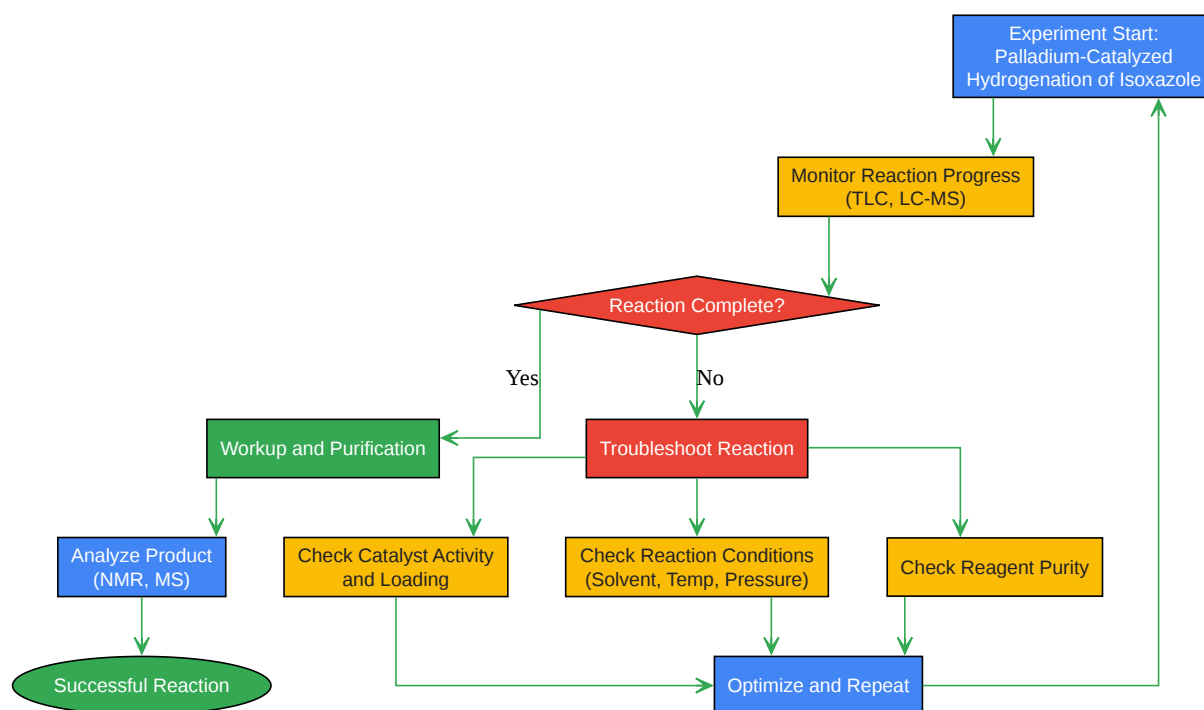 Experiment Start:
Palladium-Catalyzed
Hydrogenation of Isoxazole
Monitor Reaction Progress
(TLC, LC-MS)
Reaction Complete?
Yes
No
Workup and Purification
Troubleshoot Reaction
Analyze Product
(NMR, MS)
Check Catalyst Activity
and Loading
Check Reaction Conditions
(Solvent, Temp, Pressure)
Check Reagent Purity
Successful Reaction
Optimize and Repeat